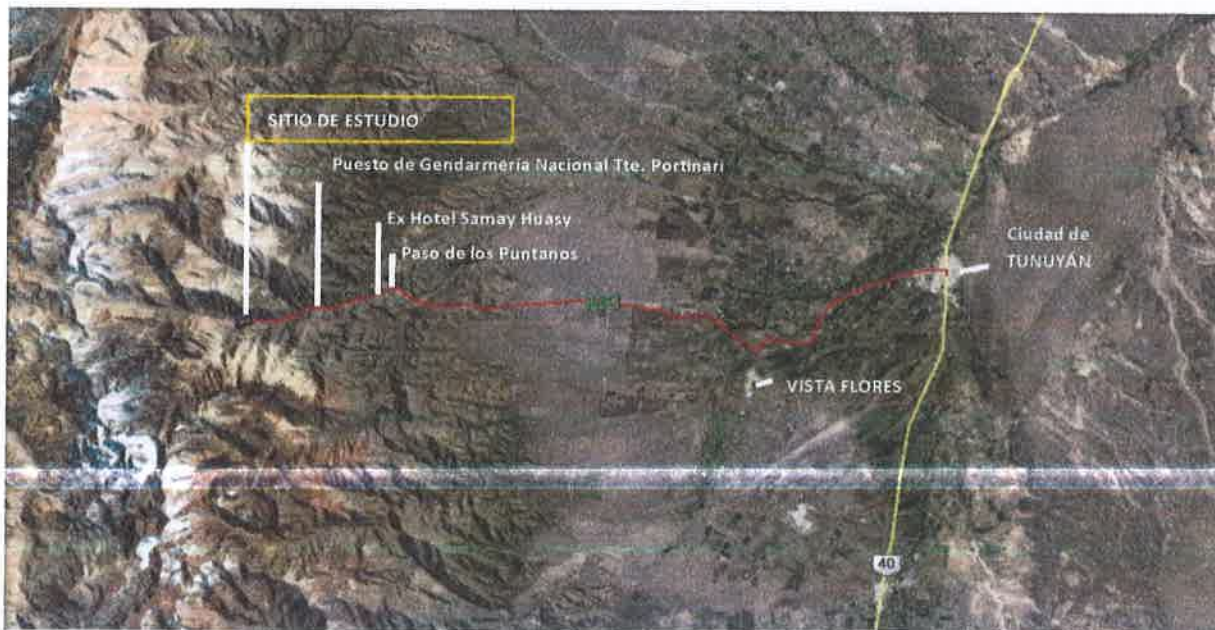 SITIO DE ESTUDIO
Puesto de Gendarmería Nacional Tte. Portinari
Ex Hotel Samay Huasy
Paso de los Puntanos
Ciudad de
TUNUYÁN
VISTA FLORES
40